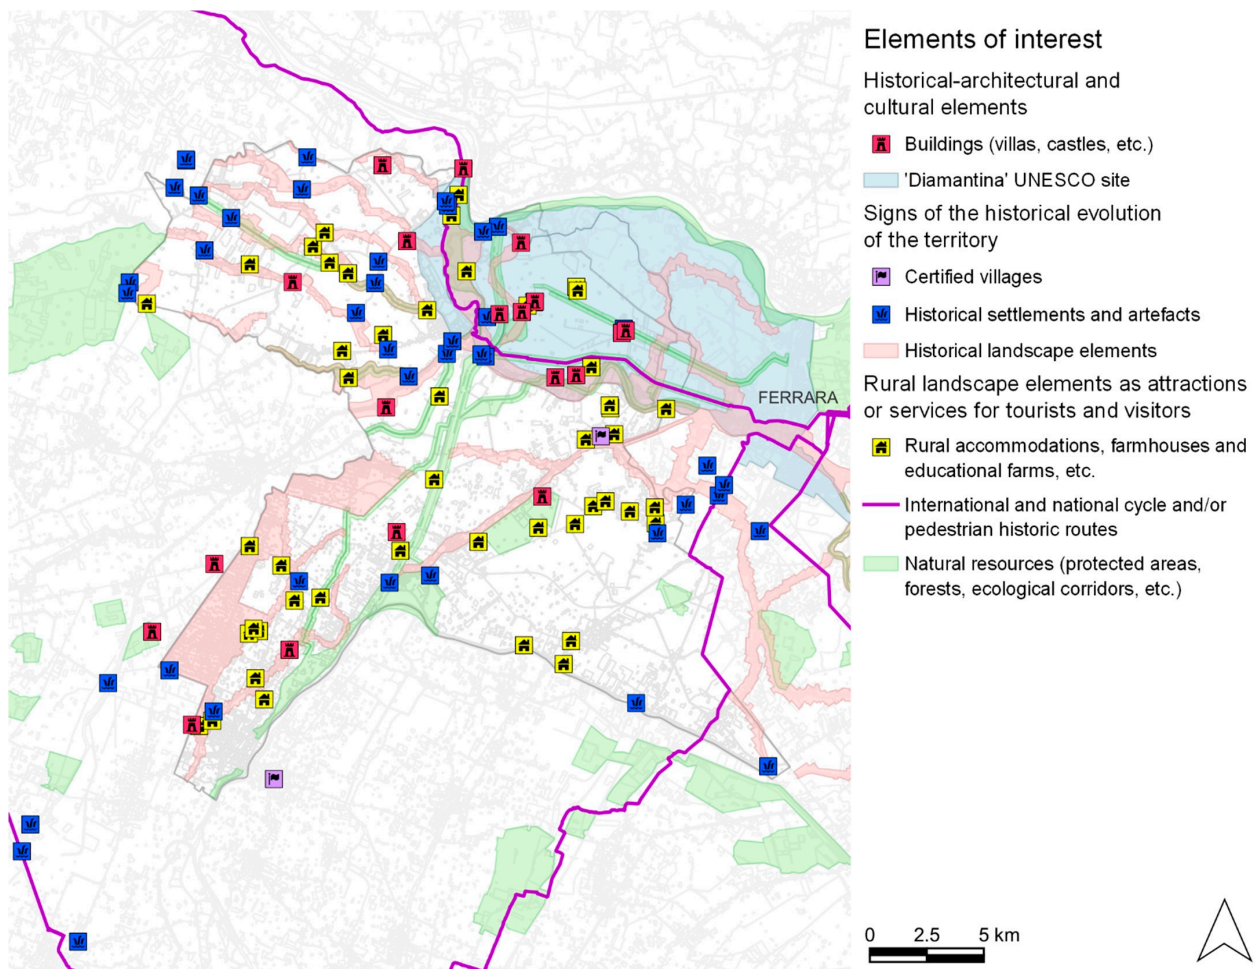 Elements of interest
Historical-architectural and
cultural elements
Buildings (villas, castles, etc.)
'Diamantina' UNESCO site
Signs of the historical evolution
of the territory
Certified villages
Historical settlements and artefacts
Historical landscape elements
Rural landscape elements as attractions
or services for tourists and visitors
Rural accommodations, farmhouses and
educational farms, etc.
International and national cycle and/or
pedestrian historic routes
Natural resources (protected areas,
forests, ecological corridors, etc.)
FERRARA
0 2.5 5 km